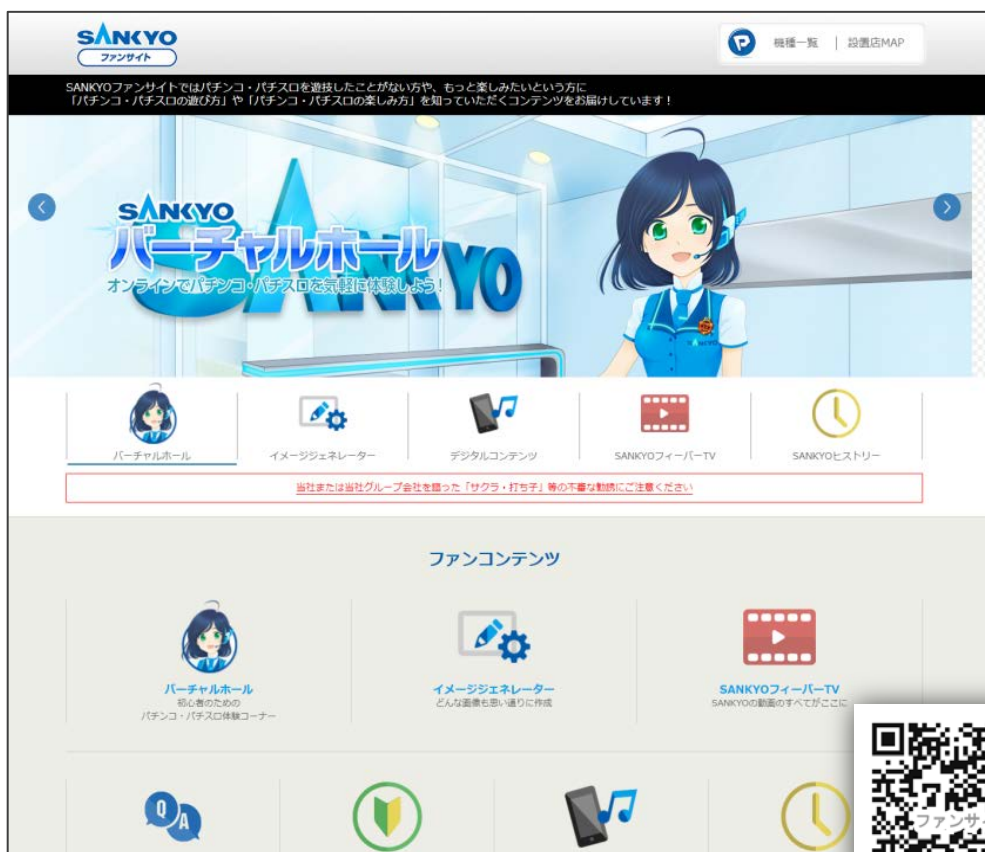 SANKYO
ファンサイト
P
機種一覧 | 設置店MAP
SANKYOファンサイトではパチンコ・パチスロを遊技したことがない方や、もっと楽しみたいという方に
「パチンコ・パチスロの遊び方」や「パチンコ・パチスロの楽しみ方」を知っていただくコンテンツをお届けしています！
SANKYO
SANKYO
バーチャルホール
オンラインでパチンコ・パチスロを気軽に体験しよう!
SANKYO
バーチャルホール
イメージジェネレーター
デジタルコンテンツ
SANKYOフィーバーTV
SANKYOヒストリー
当社または当社グループ会社を騙った「サクラ・打ち子」等の不審な勧誘にご注意ください
ファンコンテンツ
バーチャルホール
初心者のための
パチンコ・パチスロ体験コーナー
イメージジェネレーター
どんな画像も思い通りに作成
SANKYOフィーバーTV
SANKYOの動画のすべてがここに
Q A
ファンサイ